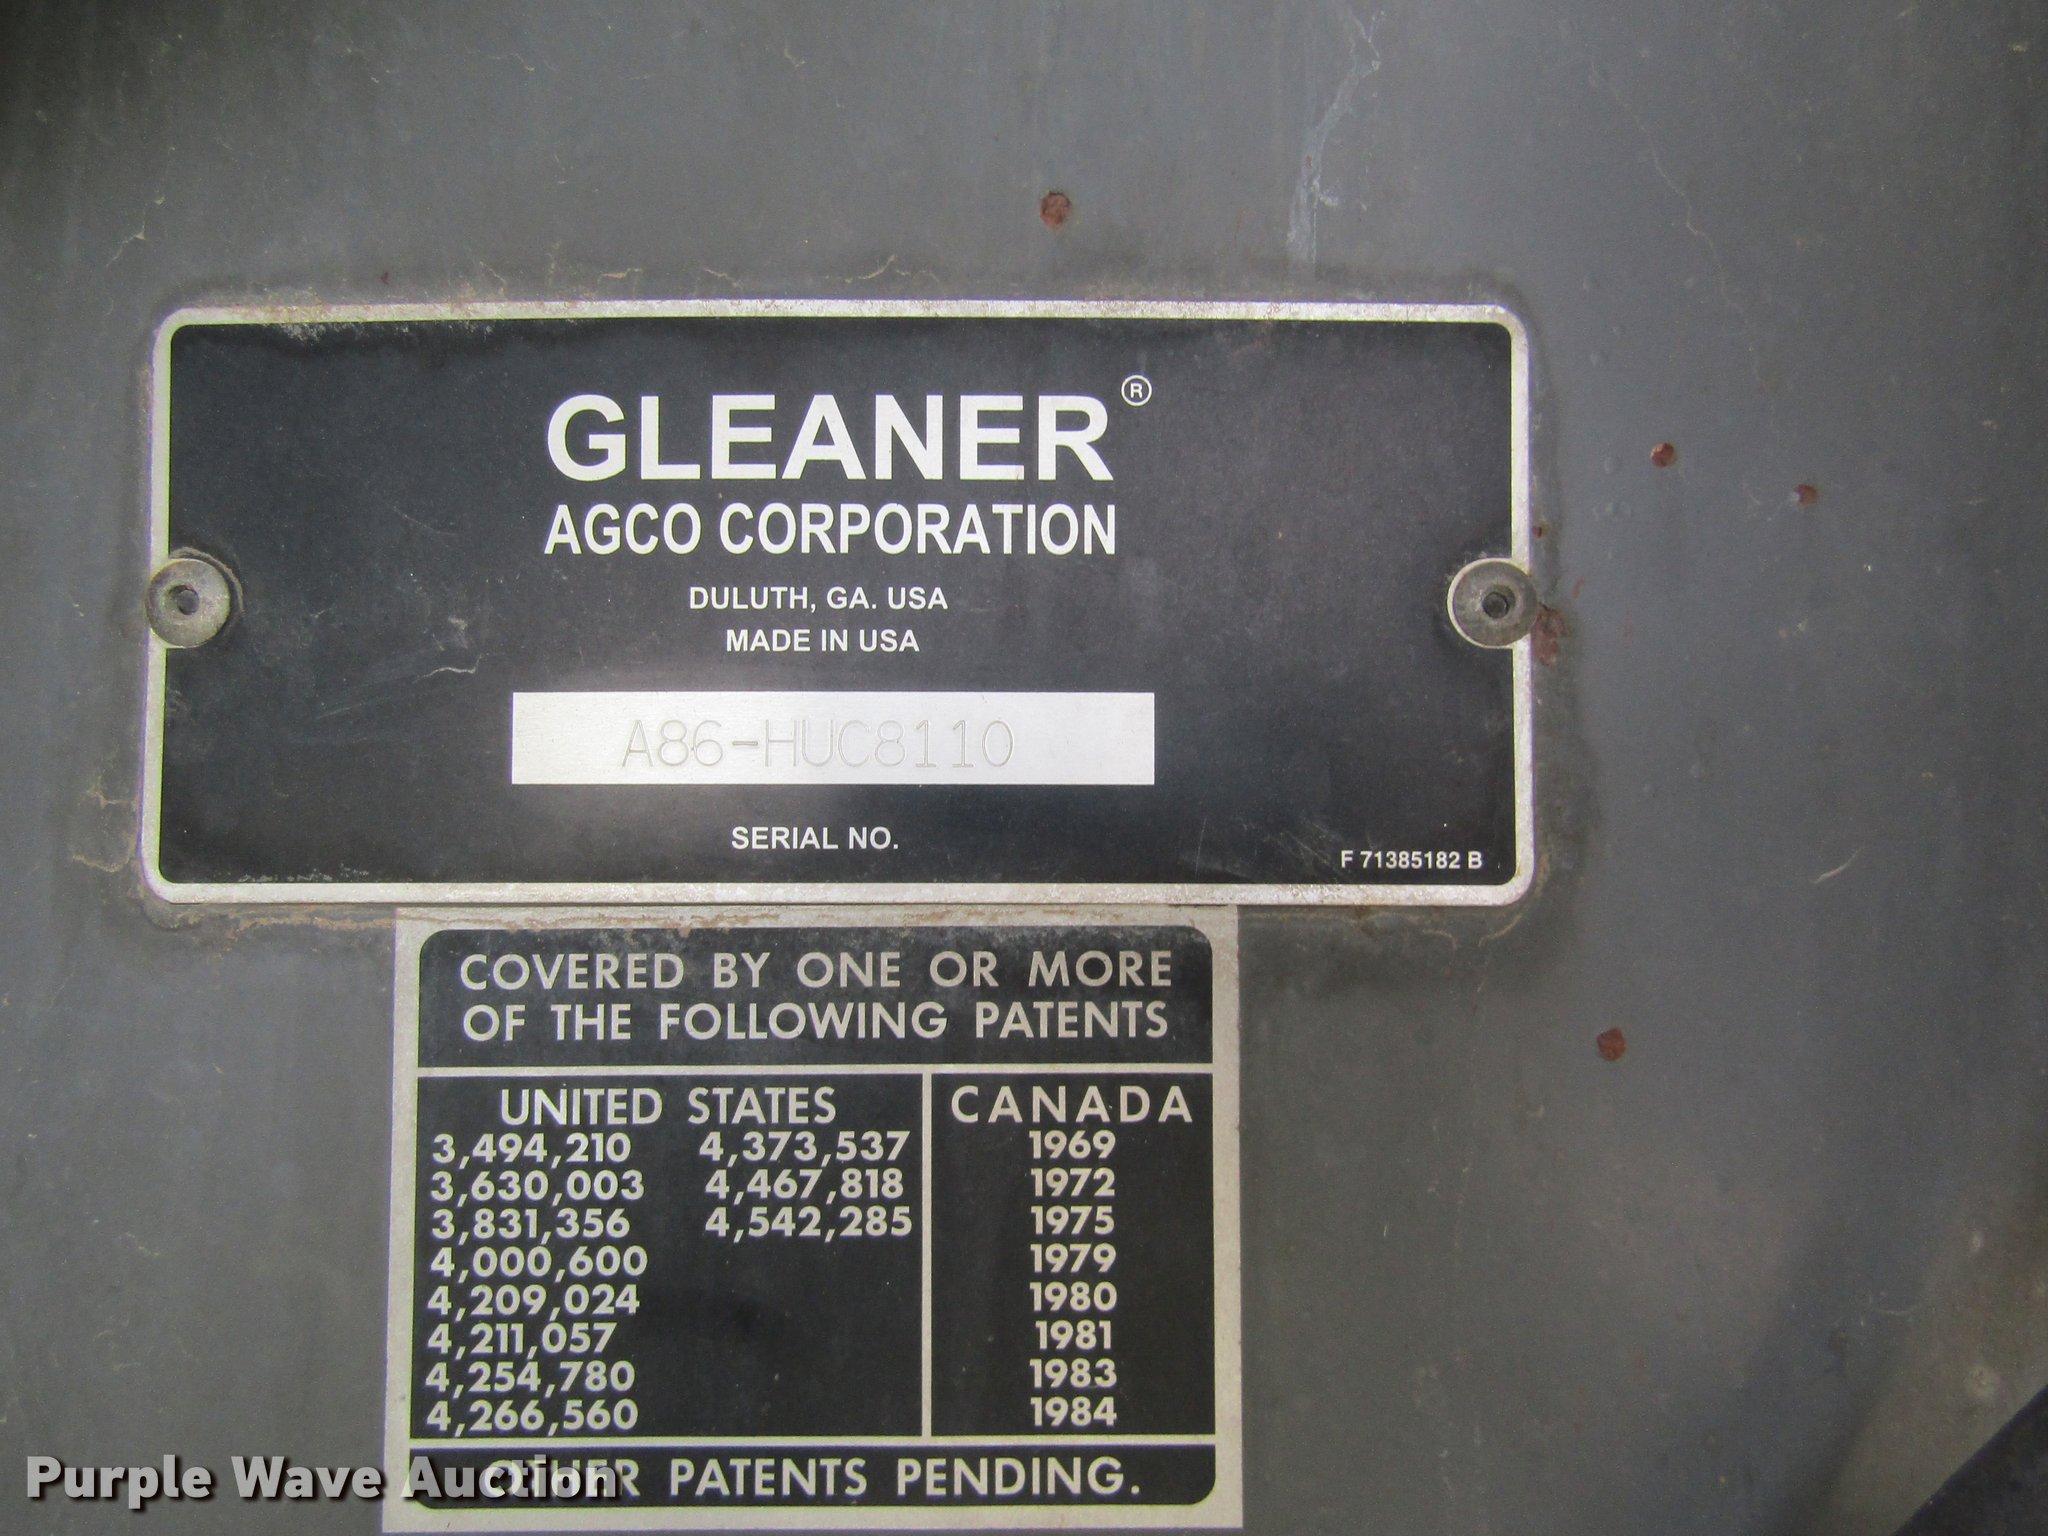 GLEANER®
AGCO CORPORATION
DULUTH, GA. USA
MADE IN USA
A86-HUC8110
SERIAL NO.
F 71385182 B
COVERED BY ONE OR MORE
OF THE FOLLOWING PATENTS
UNITED STATES
3,494,210 4,373,537
3,630,003 4,467,818
3,831,356 4,542,285
4,000,600
4,209,024
4,211,057
4,254,780
4,266,560
CANADA
1969
1972
1975
1979
1980
1981
1983
1984
OTHER PATENTS PENDING.
Purple Wave Auction